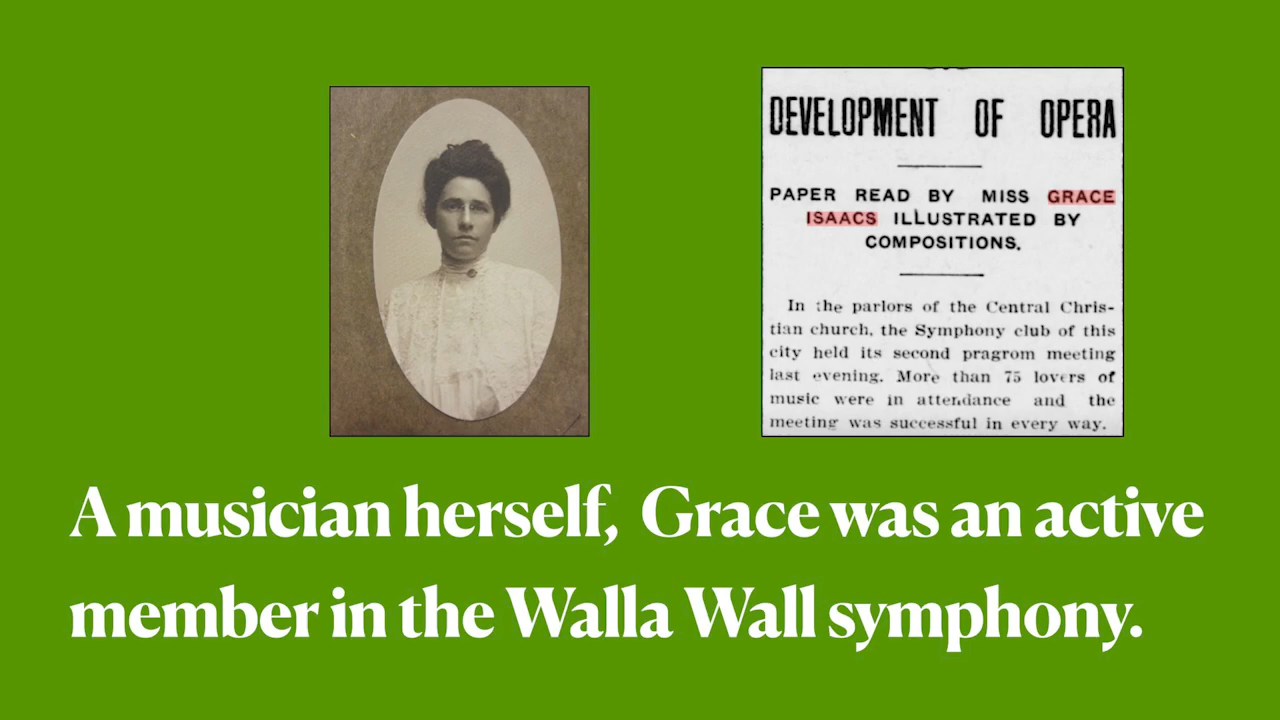 DEVELOPMENT OF OPERA
PAPER READ BY MISS GRACE
ISAACS ILLUSTRATED BY
COMPOSITIONS.
In the parlors of the Central Chris-
tian church, the Symphony club of this
city held its second pragrom meeting
last evening. More than 75 lovers of
music were in attendance and the
meeting was successful in every way.
A musician herself, Grace was an active
member in the Walla Wall symphony.